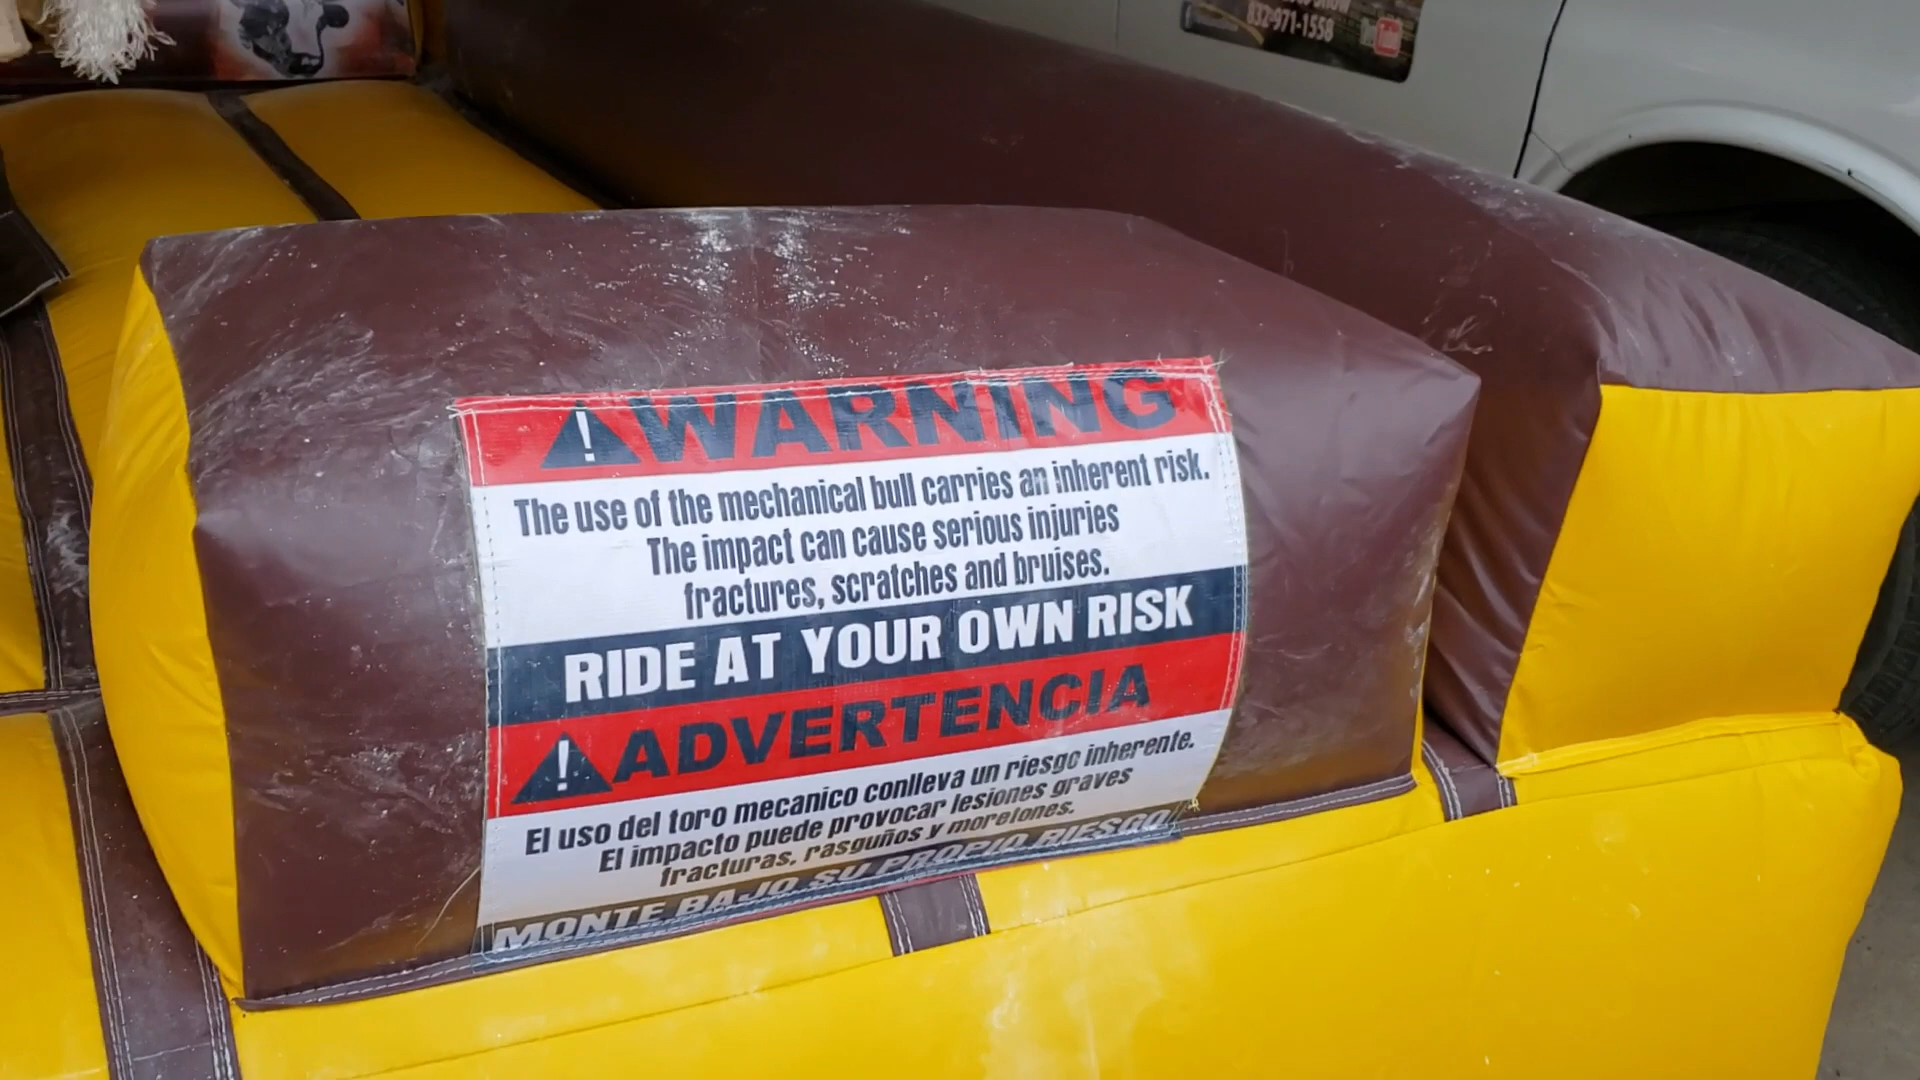 832-971-1558
WARNING
The use of the mechanical bull carries an inherent risk.
The impact can cause serious injuries
fractures, scratches and bruises.
RIDE AT YOUR OWN RISK
ADVERTENCIA
El uso del toro mecanico conlleva un riesgo inherente.
El impacto puede provocar lesiones graves
fracturas, rasguños y moretones.
MONTE BAJO SU PROPIO RIESGO